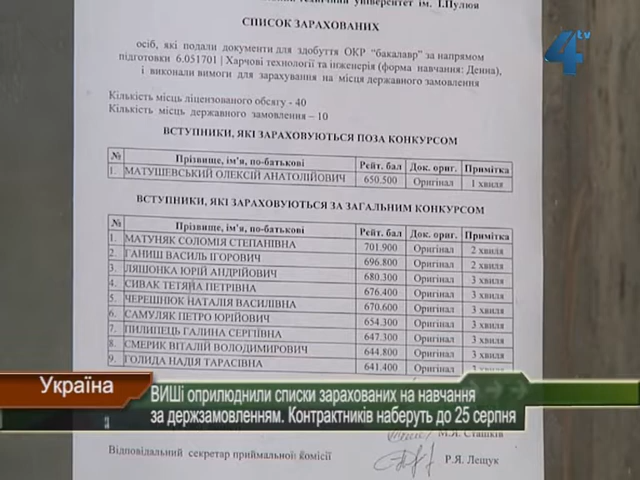 технічний університет ім. І.Пулюя
СПИСОК ЗАРАХОВАНИХ
осіб, які подали документи для здобуття ОКР “бакалавр” за напрямом
підготовки 6.051701 | Харчові технології та інженерія (форма навчання: Денна),
і виконали вимоги для зарахування на місця державного замовлення
Кількість місць ліцензованого обсягу - 40
Кількість місць державного замовлення – 10
ВСТУПНИКИ, ЯКІ ЗАРАХОВУЮТЬСЯ ПОЗА КОНКУРСОМ
№ Прізвище, ім'я, по-батькові Рейт. бал Док. ориг. Примітка
1. МАТУШЕВСЬКИЙ ОЛЕКСІЙ АНАТОЛІЙОВИЧ 650.500 Оригінал 1 хвиля
ВСТУПНИКИ, ЯКІ ЗАРАХОВУЮТЬСЯ ЗА ЗАГАЛЬНИМ КОНКУРСОМ
№ Прізвище, ім'я, по-батькові Рейт. бал Док. ориг. Примітка
1. МАТУНЯК СОЛОМІЯ СТЕПАНІВНА 701.900 Оригінал 2 хвиля
2. ГАНИШ ВАСИЛЬ ІГОРОВИЧ 696.800 Оригінал 2 хвиля
3. ЛЯШОНКА ЮРІЙ АНДРІЙОВИЧ 680.300 Оригінал 3 хвиля
4. СИВАК ТЕТЯНА ПЕТРІВНА 676.400 Оригінал 3 хвиля
5. ЧЕРЕШНЮК НАТАЛІЯ ВАСИЛІВНА 670.600 Оригінал 3 хвиля
6. САМУЛЯК ПЕТРО ЮРІЙОВИЧ 654.300 Оригінал 3 хвиля
7. ПИЛИПЕЦЬ ГАЛИНА СЕРГІЇВНА 647.300 Оригінал 3 хвиля
8. СМЕРИК ВІТАЛІЙ ВОЛОДИМИРОВИЧ 644.800 Оригінал 3 хвиля
9. ГОЛИДА НАДІЯ ТАРАСІВНА 641.400 Оригінал 3 хвиля
4 tv
Україна
ВИШі оприлюднили списки зарахованих на навчання
за держзамовленням. Контрактників наберуть до 25 серпня
М.Я. Сташків
Відповідальний секретар приймальної комісії
Р.Я. Лещук